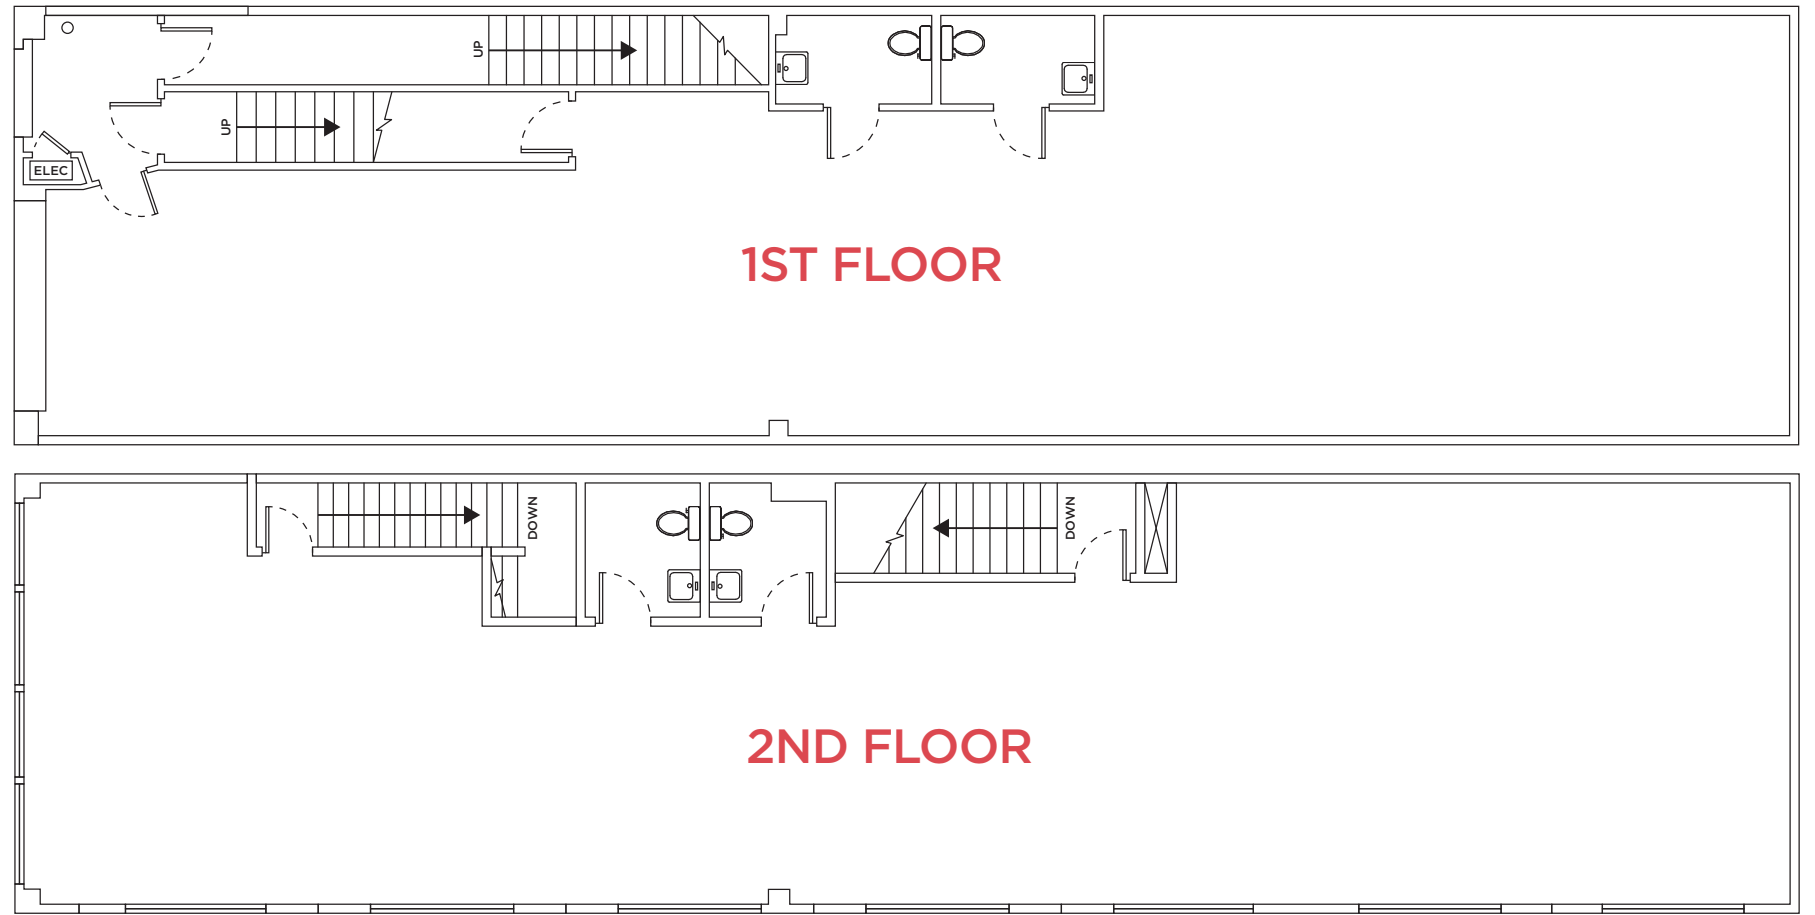 UP
UP
ELEC
1ST FLOOR
DOWN
DOWN
2ND FLOOR